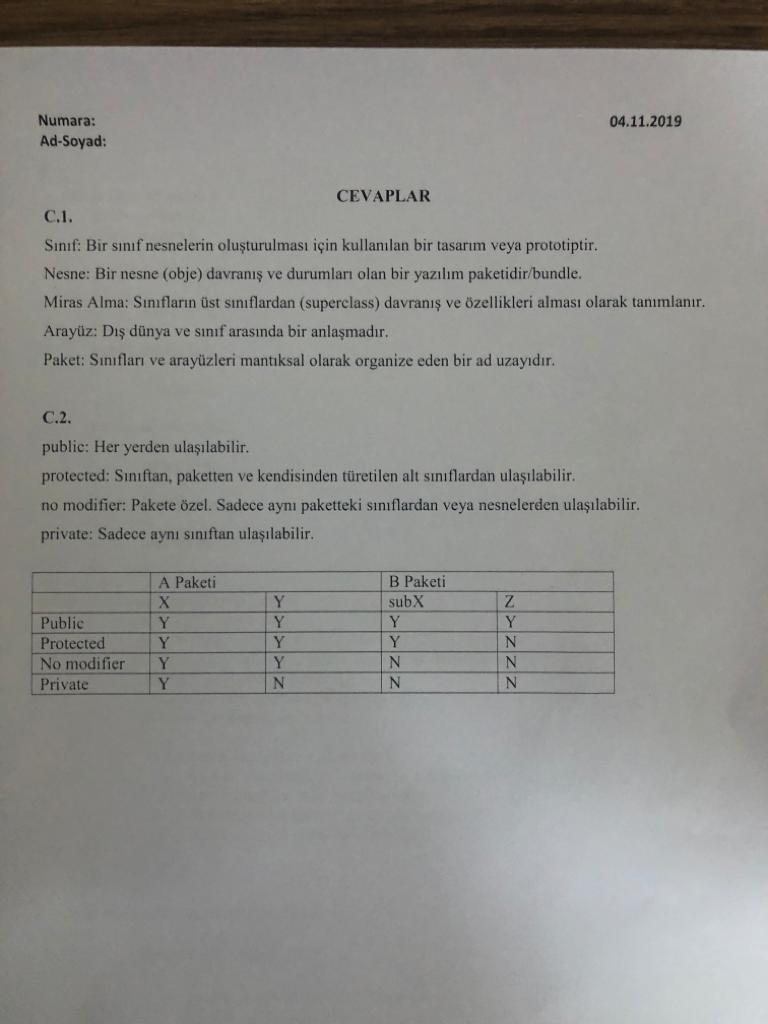 Numara: 04.11.2019
Ad-Soyad:
CEVAPLAR
C.1.
Sınıf: Bir sınıf nesnelerin oluşturulması için kullanılan bir tasarım veya prototiptir.
Nesne: Bir nesne (obje) davranış ve durumları olan bir yazılım paketidir/bundle.
Miras Alma: Sınıfların üst sınıflardan (superclass) davranış ve özellikleri alması olarak tanımlanır.
Arayüz: Dış dünya ve sınıf arasında bir anlaşmadır.
Paket: Sınıfları ve arayüzleri mantıksal olarak organize eden bir ad uzayıdır.
C.2.
public: Her yerden ulaşılabilir.
protected: Sınıftan, paketten ve kendisinden türetilen alt sınıflardan ulaşılabilir.
no modifier: Pakete özel. Sadece aynı paketteki sınıflardan veya nesnelerden ulaşılabilir.
private: Sadece aynı sınıftan ulaşılabilir.
A Paketi B Paketi
X Y subX Z
Public Y Y Y Y
Protected Y Y Y N
No modifier Y Y N N
Private Y N N N